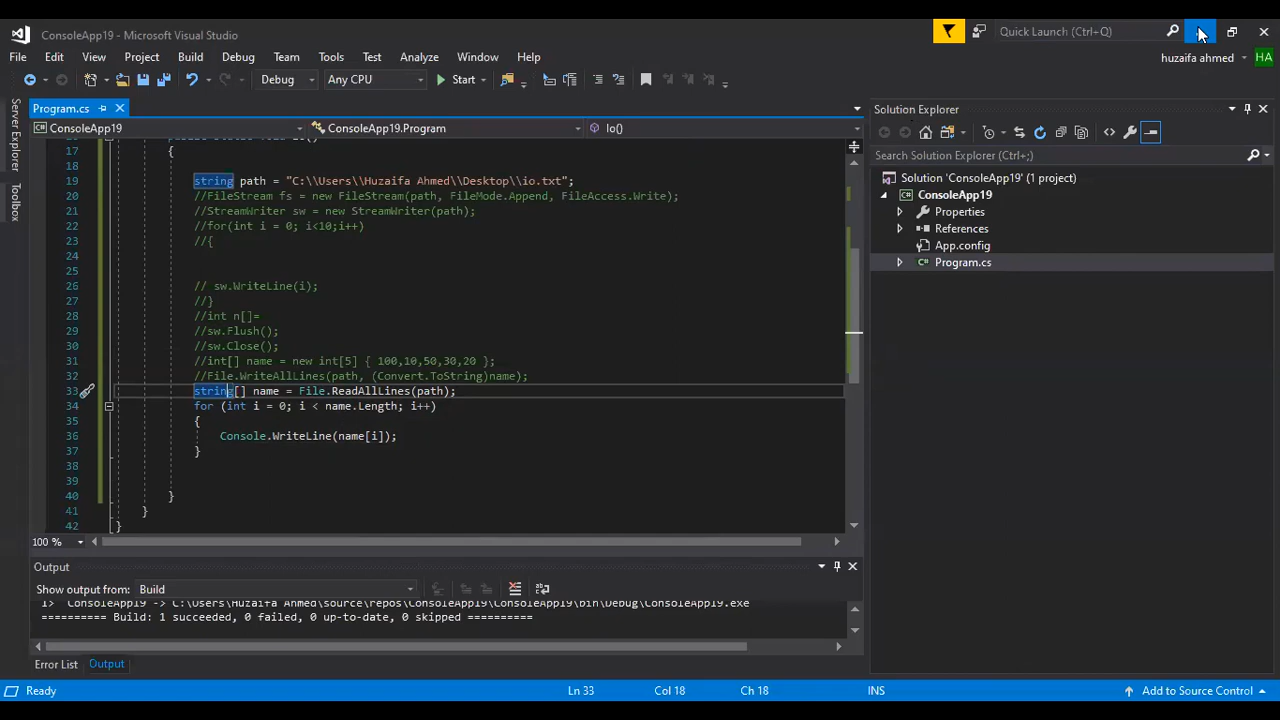 ConsoleApp19 - Microsoft Visual Studio
Quick Launch (Ctrl+Q)
File Edit View Project Build Debug Team Tools Test Analyze Window Help
huzaifa ahmed HA
Debug Any CPU Start
Server Explorer
Toolbox
Program.cs
ConsoleApp19 ConsoleApp19.Program Io()
17 {
18
19 string path = "C:\\Users\\Huzaifa Ahmed\\Desktop\\io.txt";
20 //FileStream fs = new FileStream(path, FileMode.Append, FileAccess.Write);
21 //StreamWriter sw = new StreamWriter(path);
22 //for(int i = 0; i<10;i++)
23 //{
24
25
26 // sw.WriteLine(i);
27 //}
28 //int n[]=
29 //sw.Flush();
30 //sw.Close();
31 //int[] name = new int[5] { 100,10,50,30,20 };
32 //File.WriteAllLines(path, (Convert.ToString)name);
33 string[] name = File.ReadAllLines(path);
34 for (int i = 0; i < name.Length; i++)
35 {
36 Console.WriteLine(name[i]);
37 }
38
39
40 }
41 }
42 }
100 %
Output
Show output from: Build
1> ConsoleApp19 -> C:\Users\Huzaifa Ahmed\source\repos\ConsoleApp19\ConsoleApp19\bin\Debug\ConsoleApp19.exe
========== Build: 1 succeeded, 0 failed, 0 up-to-date, 0 skipped ==========
Error List Output
Solution Explorer
Search Solution Explorer (Ctrl+;)
Solution 'ConsoleApp19' (1 project)
ConsoleApp19
Properties
References
App.config
C# Program.cs
Ready Ln 33 Col 18 Ch 18 INS Add to Source Control